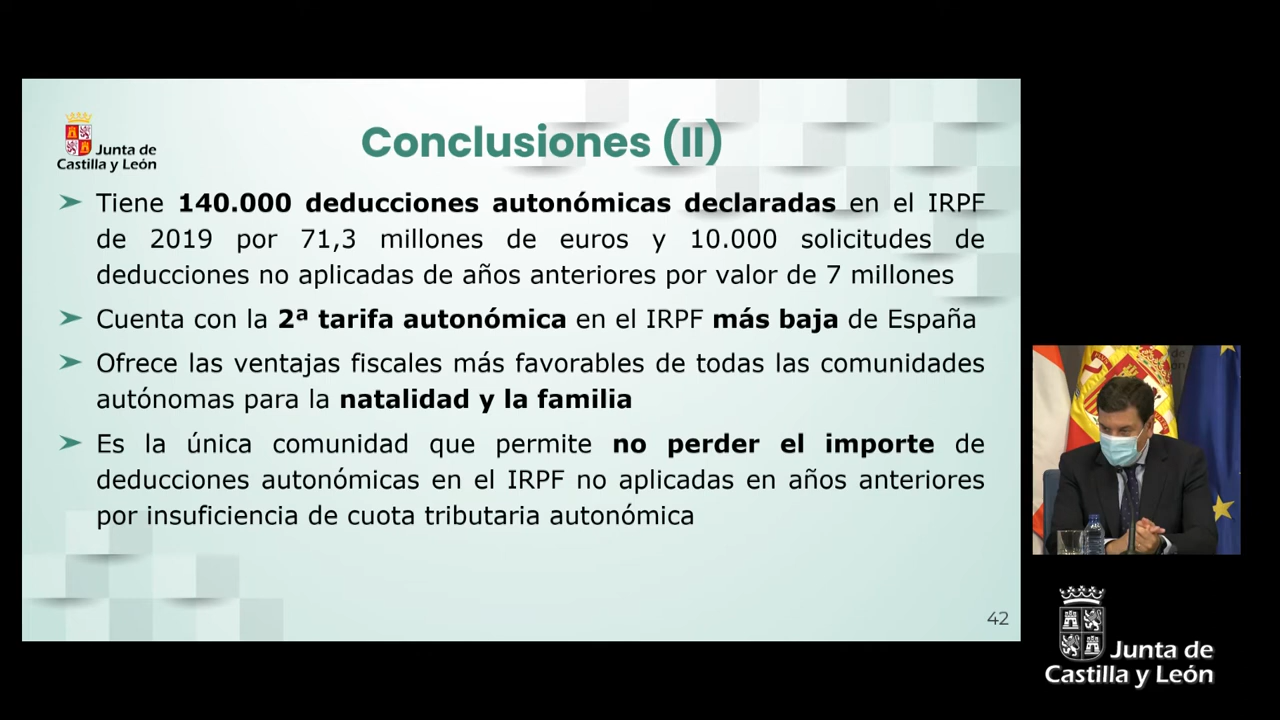 Junta de
Castilla y León
Conclusiones (II)
➤ Tiene 140.000 deducciones autonómicas declaradas en el IRPF
de 2019 por 71,3 millones de euros y 10.000 solicitudes de
deducciones no aplicadas de años anteriores por valor de 7 millones
➤ Cuenta con la 2ª tarifa autonómica en el IRPF más baja de España
➤ Ofrece las ventajas fiscales más favorables de todas las comunidades
autónomas para la natalidad y la familia
➤ Es la única comunidad que permite no perder el importe de
deducciones autonómicas en el IRPF no aplicadas en años anteriores
por insuficiencia de cuota tributaria autonómica
42
Junta de
Castilla y León